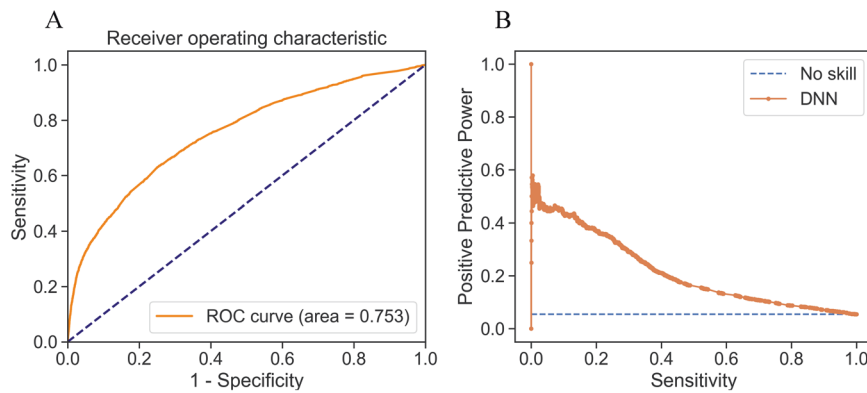 A
Receiver operating characteristic
1.0
0.8
0.6
0.4
0.2
0.0
Sensitivity
ROC curve (area = 0.753)
0.0 0.2 0.4 0.6 0.8 1.0
1 - Specificity
B
1.0
0.8
0.6
0.4
0.2
0.0
Positive Predictive Power
No skill
DNN
0.0 0.2 0.4 0.6 0.8 1.0
Sensitivity